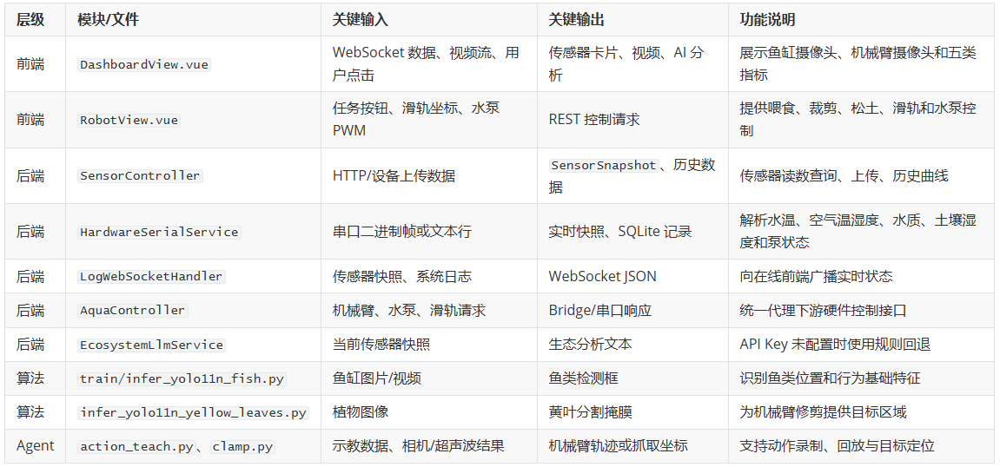 层级 模块/文件 关键输入 关键输出 功能说明
前端 DashboardView.vue WebSocket 数据、视频流、用户点击 传感器卡片、视频、AI 分析 展示鱼缸摄像头、机械臂摄像头和五类指标
前端 RobotView.vue 任务按钮、滑轨坐标、水泵 PWM REST 控制请求 提供喂食、裁剪、松土、滑轨和水泵控制
后端 SensorController HTTP/设备上传数据 SensorSnapshot、历史数据 传感器读数查询、上传、历史曲线
后端 HardwareSerialService 串口二进制帧或文本行 实时快照、SQLite 记录 解析水温、空气温湿度、水质、土壤湿度和泵状态
后端 LogWebSocketHandler 传感器快照、系统日志 WebSocket JSON 向在线前端广播实时状态
后端 AquaController 机械臂、水泵、滑轨请求 Bridge/串口响应 统一代理下游硬件控制接口
后端 EcosystemLlmService 当前传感器快照 生态分析文本 API Key 未配置时使用规则回退
算法 train/infer_yolo11n_fish.py 鱼缸图片/视频 鱼类检测框 识别鱼类位置和行为基础特征
算法 infer_yolo11n_yellow_leaves.py 植物图像 黄叶分割掩膜 为机械臂修剪提供目标区域
Agent action_teach.py、clamp.py 示教数据、相机/超声波结果 机械臂轨迹或抓取坐标 支持动作录制、回放与目标定位